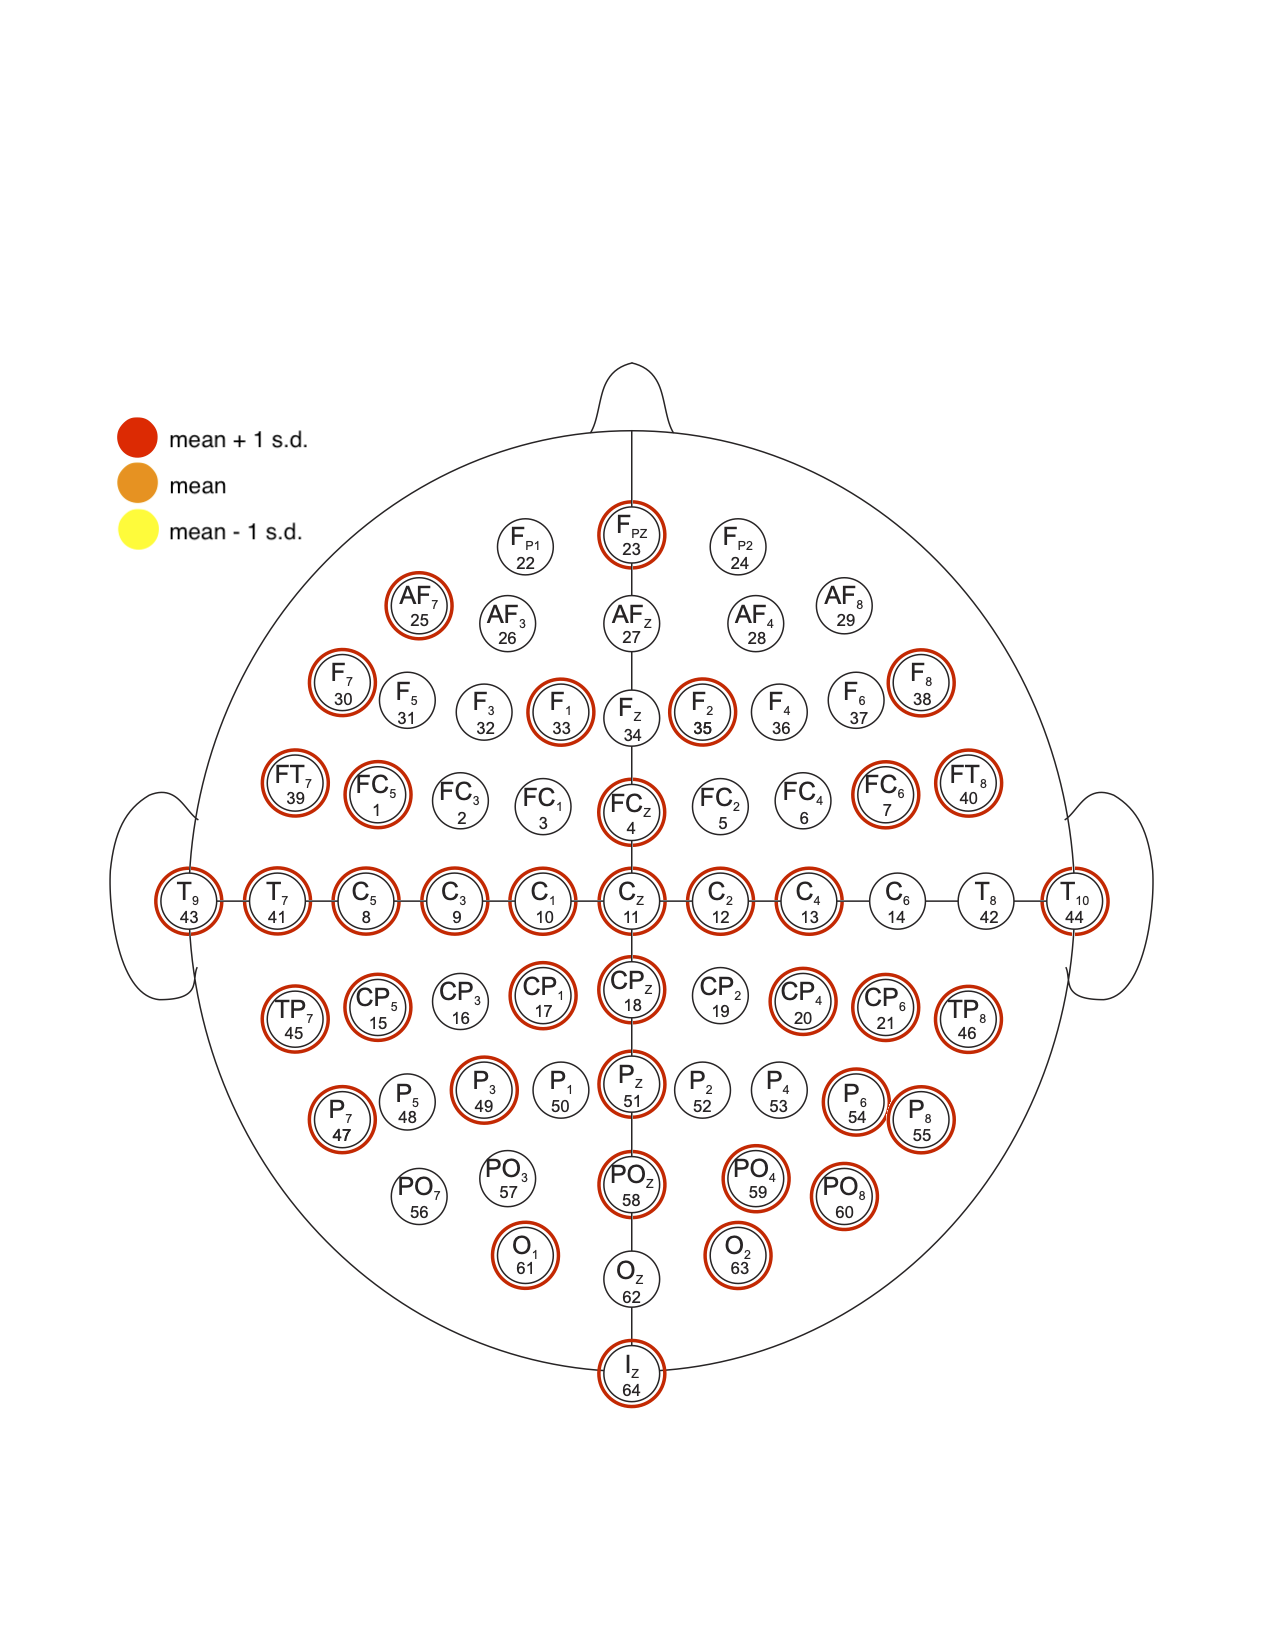 mean + 1 s.d.
mean
mean - 1 s.d.
FP1 22
FPZ 23
FP2 24
AF7 25
AF3 26
AFZ 27
AF4 28
AF8 29
F7 30
F5 31
F3 32
F1 33
FZ 34
F2 35
F4 36
F6 37
F8 38
FT7 39
FC5 1
FC3 2
FC1 3
FCZ 4
FC2 5
FC4 6
FC6 7
FT8 40
T9 43
T7 41
C5 8
C3 9
C1 10
CZ 11
C2 12
C4 13
C6 14
T8 42
T10 44
TP7 45
CP5 15
CP3 16
CP1 17
CPZ 18
CP2 19
CP4 20
CP6 21
TP8 46
P7 47
P5 48
P3 49
P1 50
PZ 51
P2 52
P4 53
P6 54
P8 55
PO7 56
PO3 57
POZ 58
PO4 59
PO8 60
O1 61
OZ 62
O2 63
IZ 64